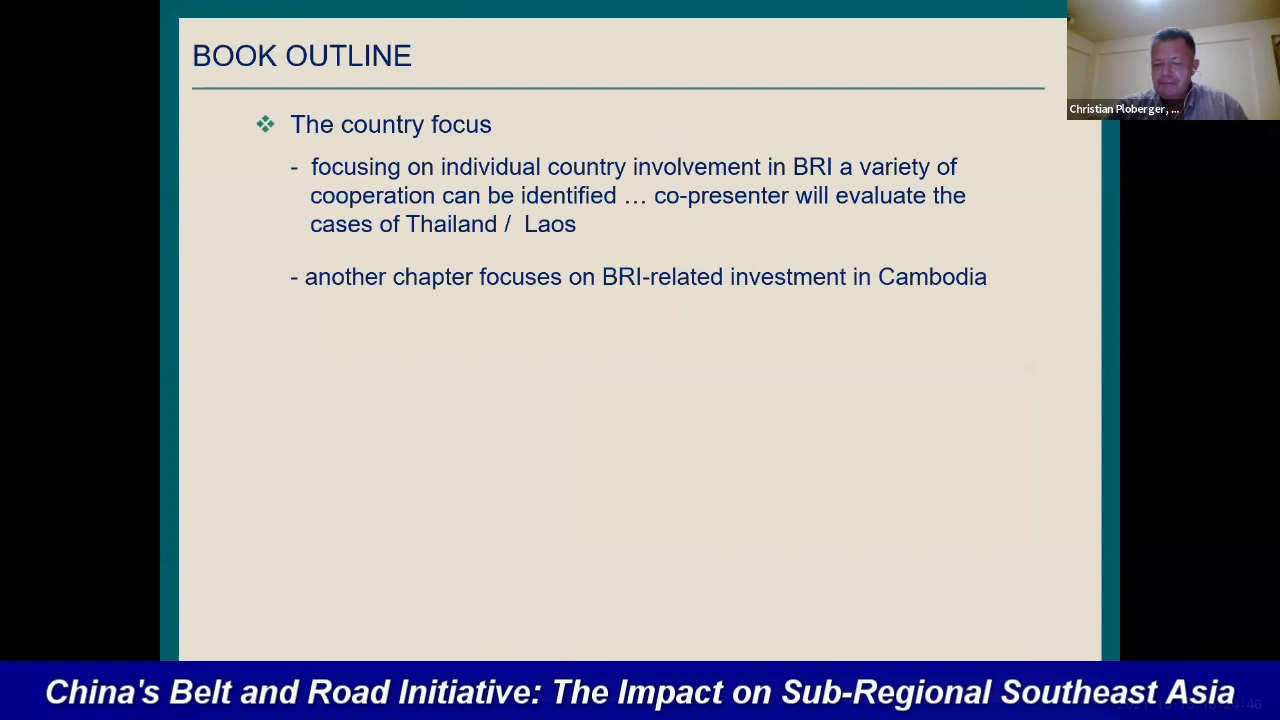 BOOK OUTLINE
Christian Ploberger, ...
❖ The country focus
- focusing on individual country involvement in BRI a variety of
cooperation can be identified … co-presenter will evaluate the
cases of Thailand / Laos
- another chapter focuses on BRI-related investment in Cambodia
China's Belt and Road Initiative: The Impact on Sub-Regional Southeast Asia